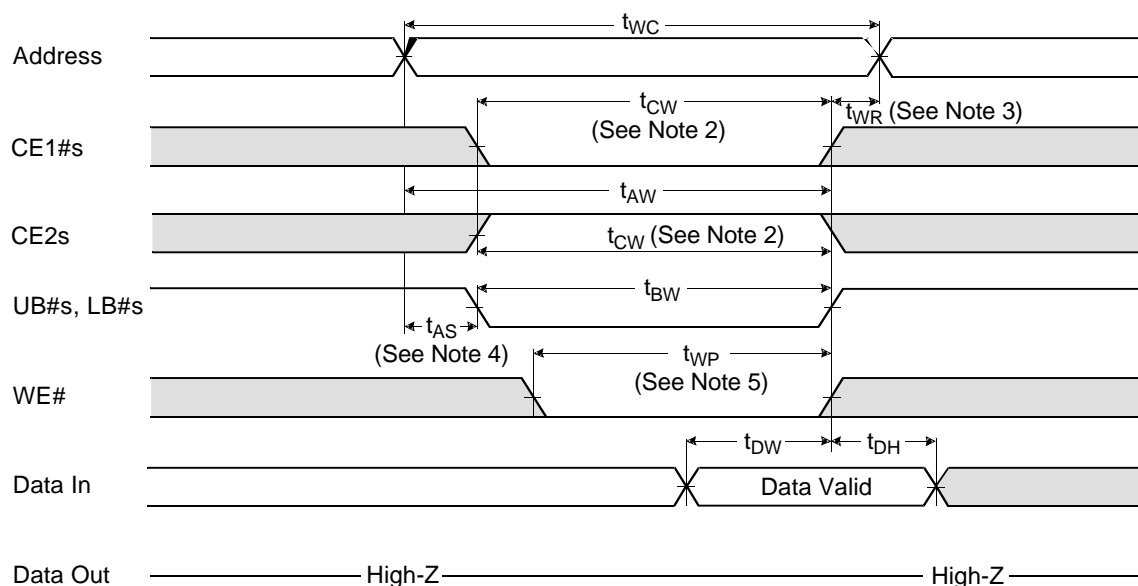 tWC
Address
tCW
(See Note 2)
tWR (See Note 3)
CE1#s
tAW
CE2s
tCW (See Note 2)
tBW
UB#s, LB#s
tAS
(See Note 4)
tWP
(See Note 5)
WE#
tDW
tDH
Data In
Data Valid
Data Out
High-Z
High-Z